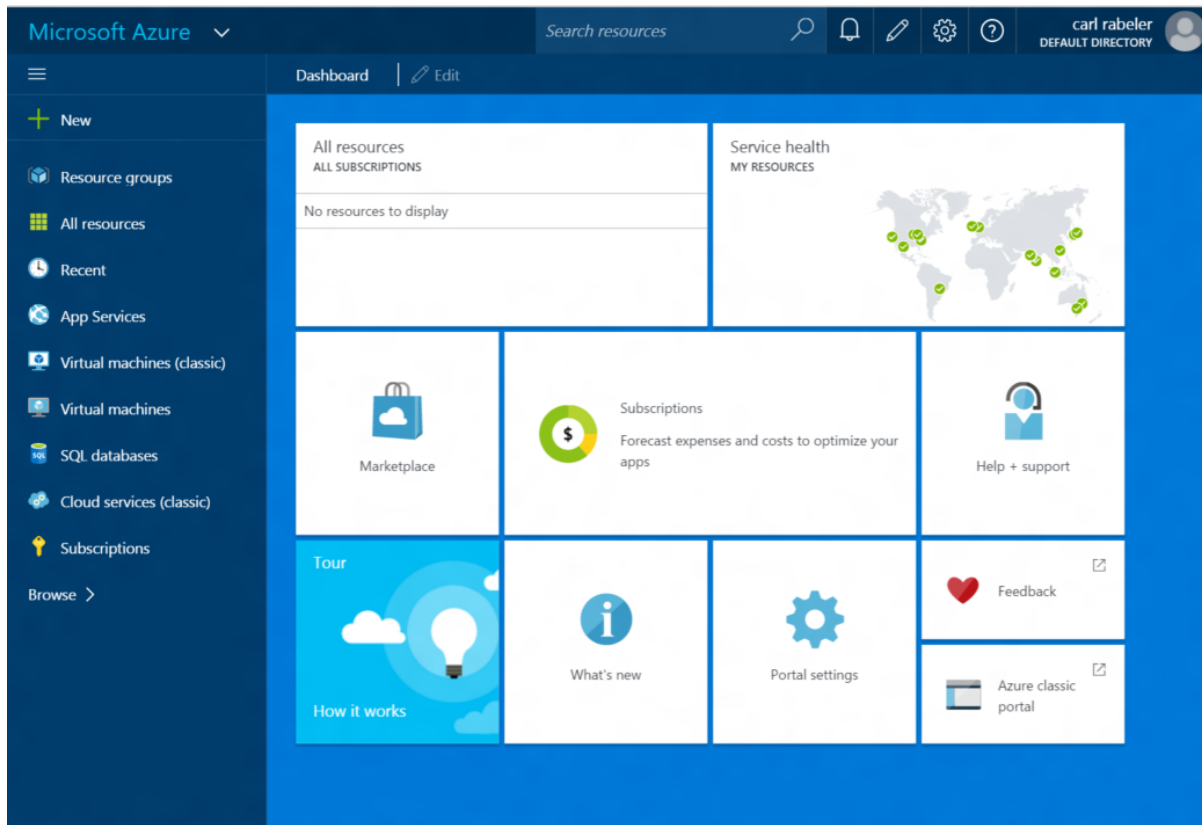 Microsoft Azure
Search resources
carl rabeler
DEFAULT DIRECTORY
Dashboard
Edit
New
Resource groups
All resources
Recent
App Services
Virtual machines (classic)
Virtual machines
SQL
SQL databases
Cloud services (classic)
Subscriptions
Browse
All resources
ALL SUBSCRIPTIONS
No resources to display
Service health
MY RESOURCES
Marketplace
$
Subscriptions
Forecast expenses and costs to optimize your
apps
Help + support
Tour
How it works
What's new
Portal settings
Feedback
Azure classic
portal